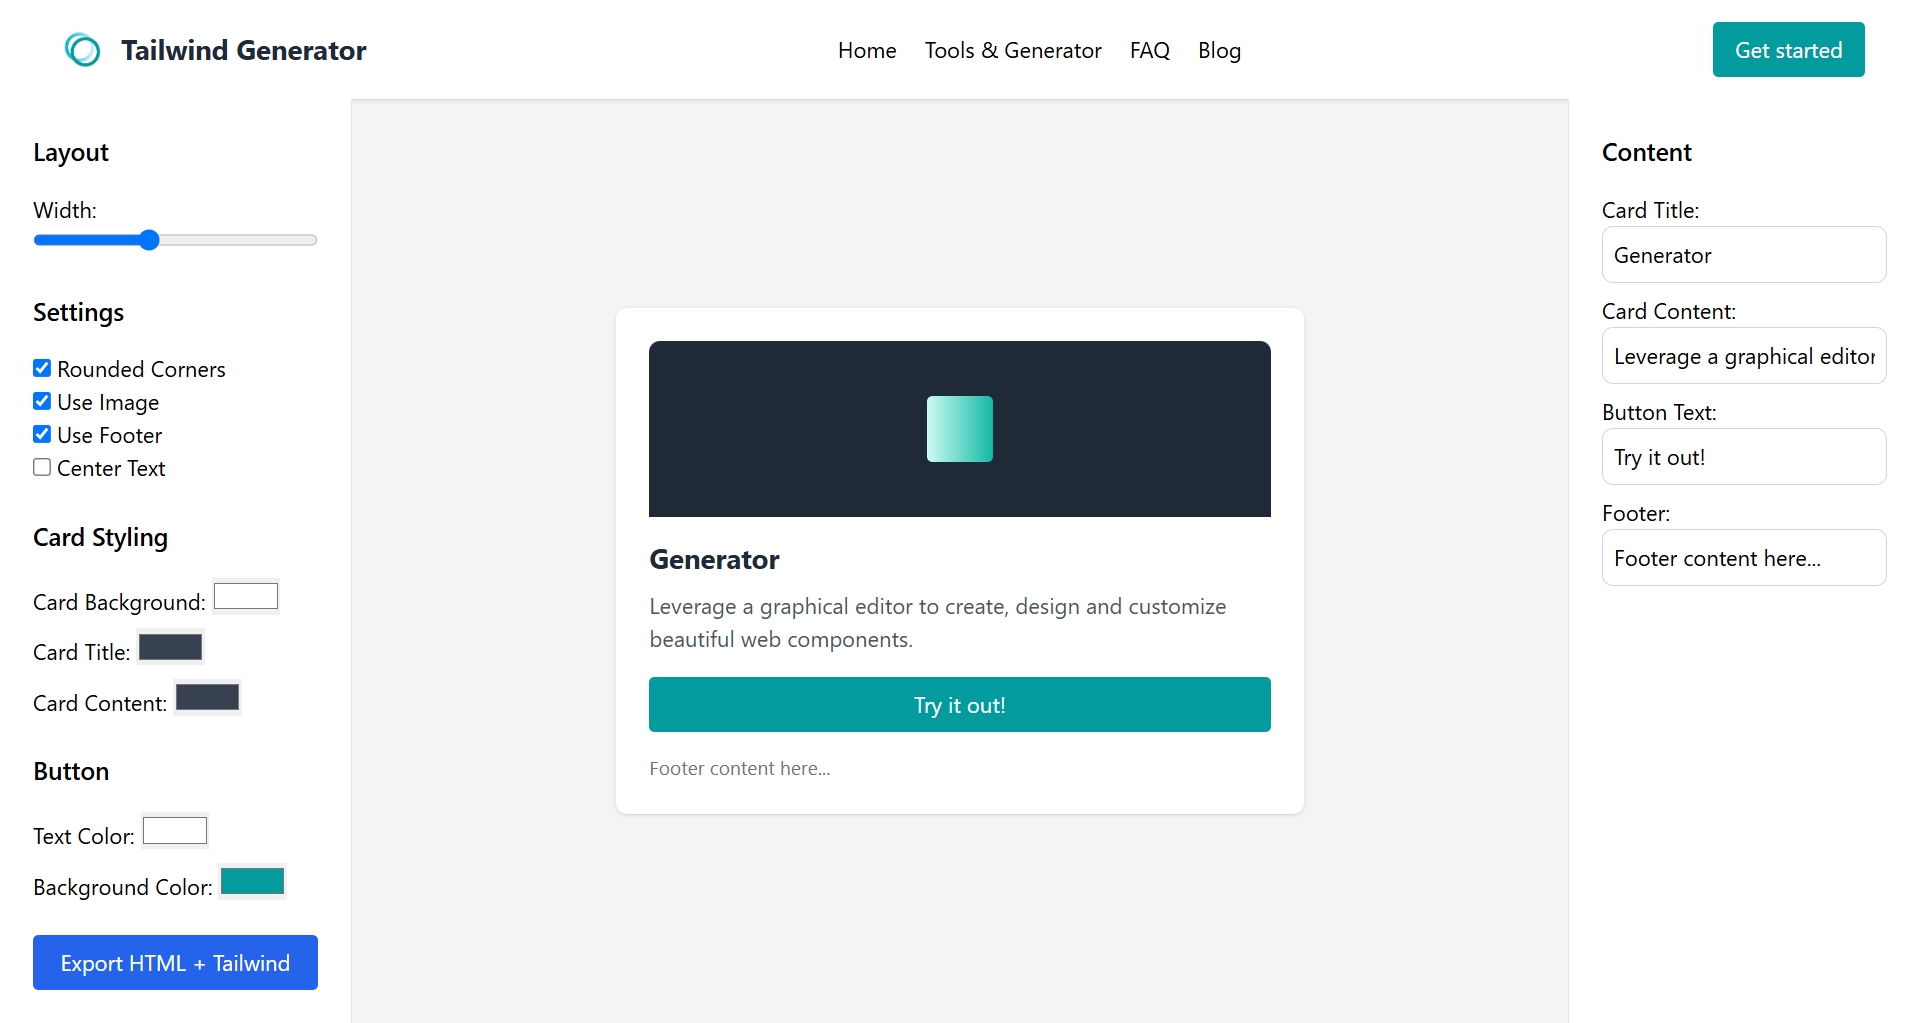 Tailwind Generator
Home
Tools & Generator
FAQ
Blog
Get started
Layout
Width:
Settings
Rounded Corners
Use Image
Use Footer
Center Text
Card Styling
Card Background:
Card Title:
Card Content:
Button
Text Color:
Background Color:
Export HTML + Tailwind
Generator
Leverage a graphical editor to create, design and customize
beautiful web components.
Try it out!
Footer content here...
Content
Card Title:
Generator
Card Content:
Leverage a graphical editor
Button Text:
Try it out!
Footer:
Footer content here...